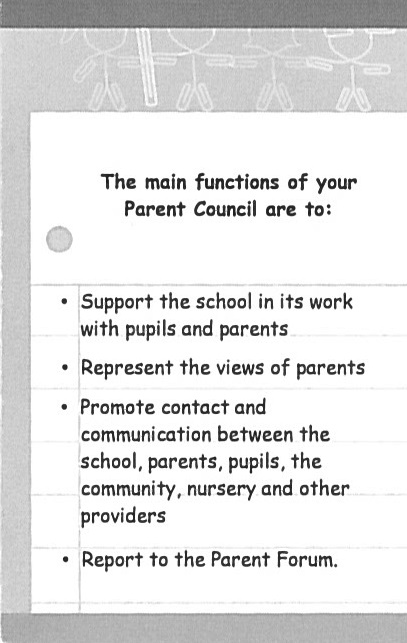 The main functions of your
Parent Council are to:
• Support the school in its work
with pupils and parents
• Represent the views of parents
• Promote contact and
communication between the
school, parents, pupils, the
community, nursery and other
providers
• Report to the Parent Forum.